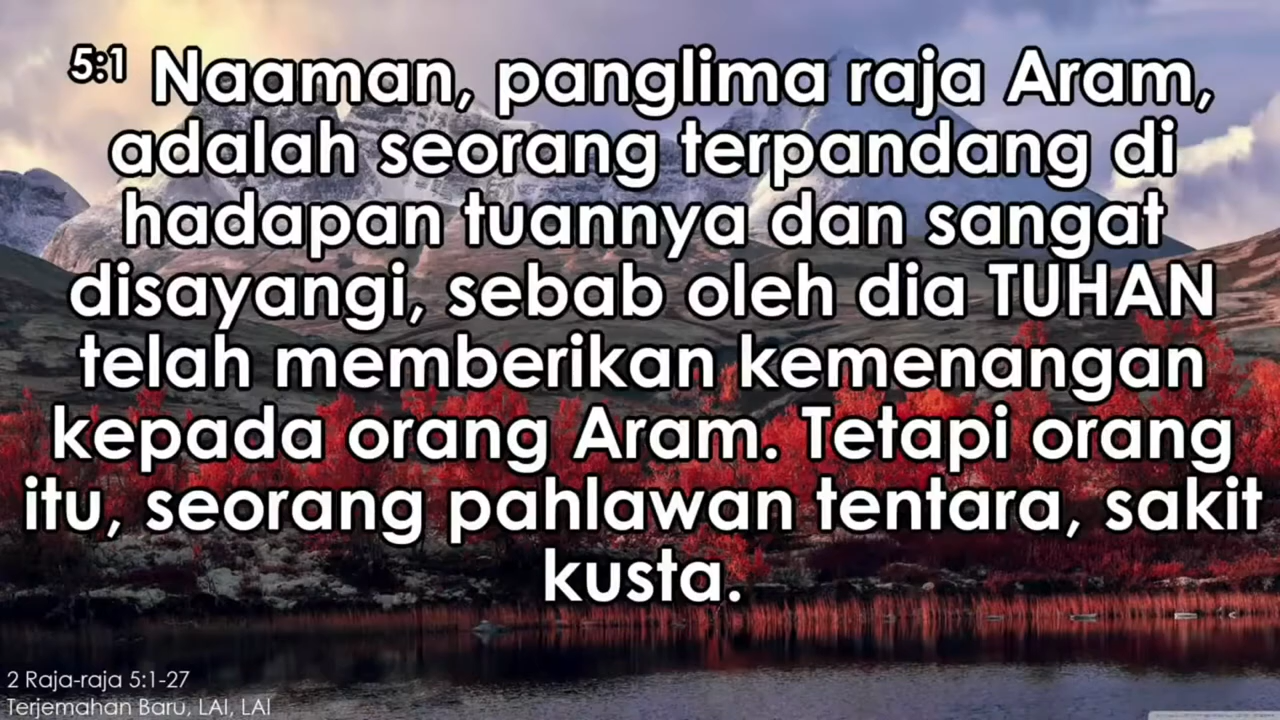 5:1 Naaman, panglima raja Aram,
adalah seorang terpandang di
hadapan tuannya dan sangat
disayangi, sebab oleh dia TUHAN
telah memberikan kemenangan
kepada orang Aram. Tetapi orang
itu, seorang pahlawan tentara, sakit
kusta.
2 Raja-raja 5:1-27
Terjemahan Baru, LAI, LAI